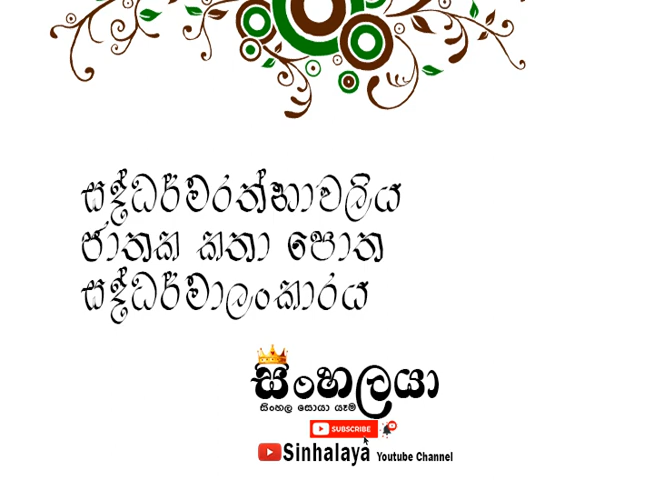 සද්ධර්මරත්නාවලිය
ජාතක කතා පොත
සද්ධර්මාලංකාරය
සිංහලයා
සිංහල සොයා යෑම
SUBSCRIBE
Sinhalaya Youtube Channel